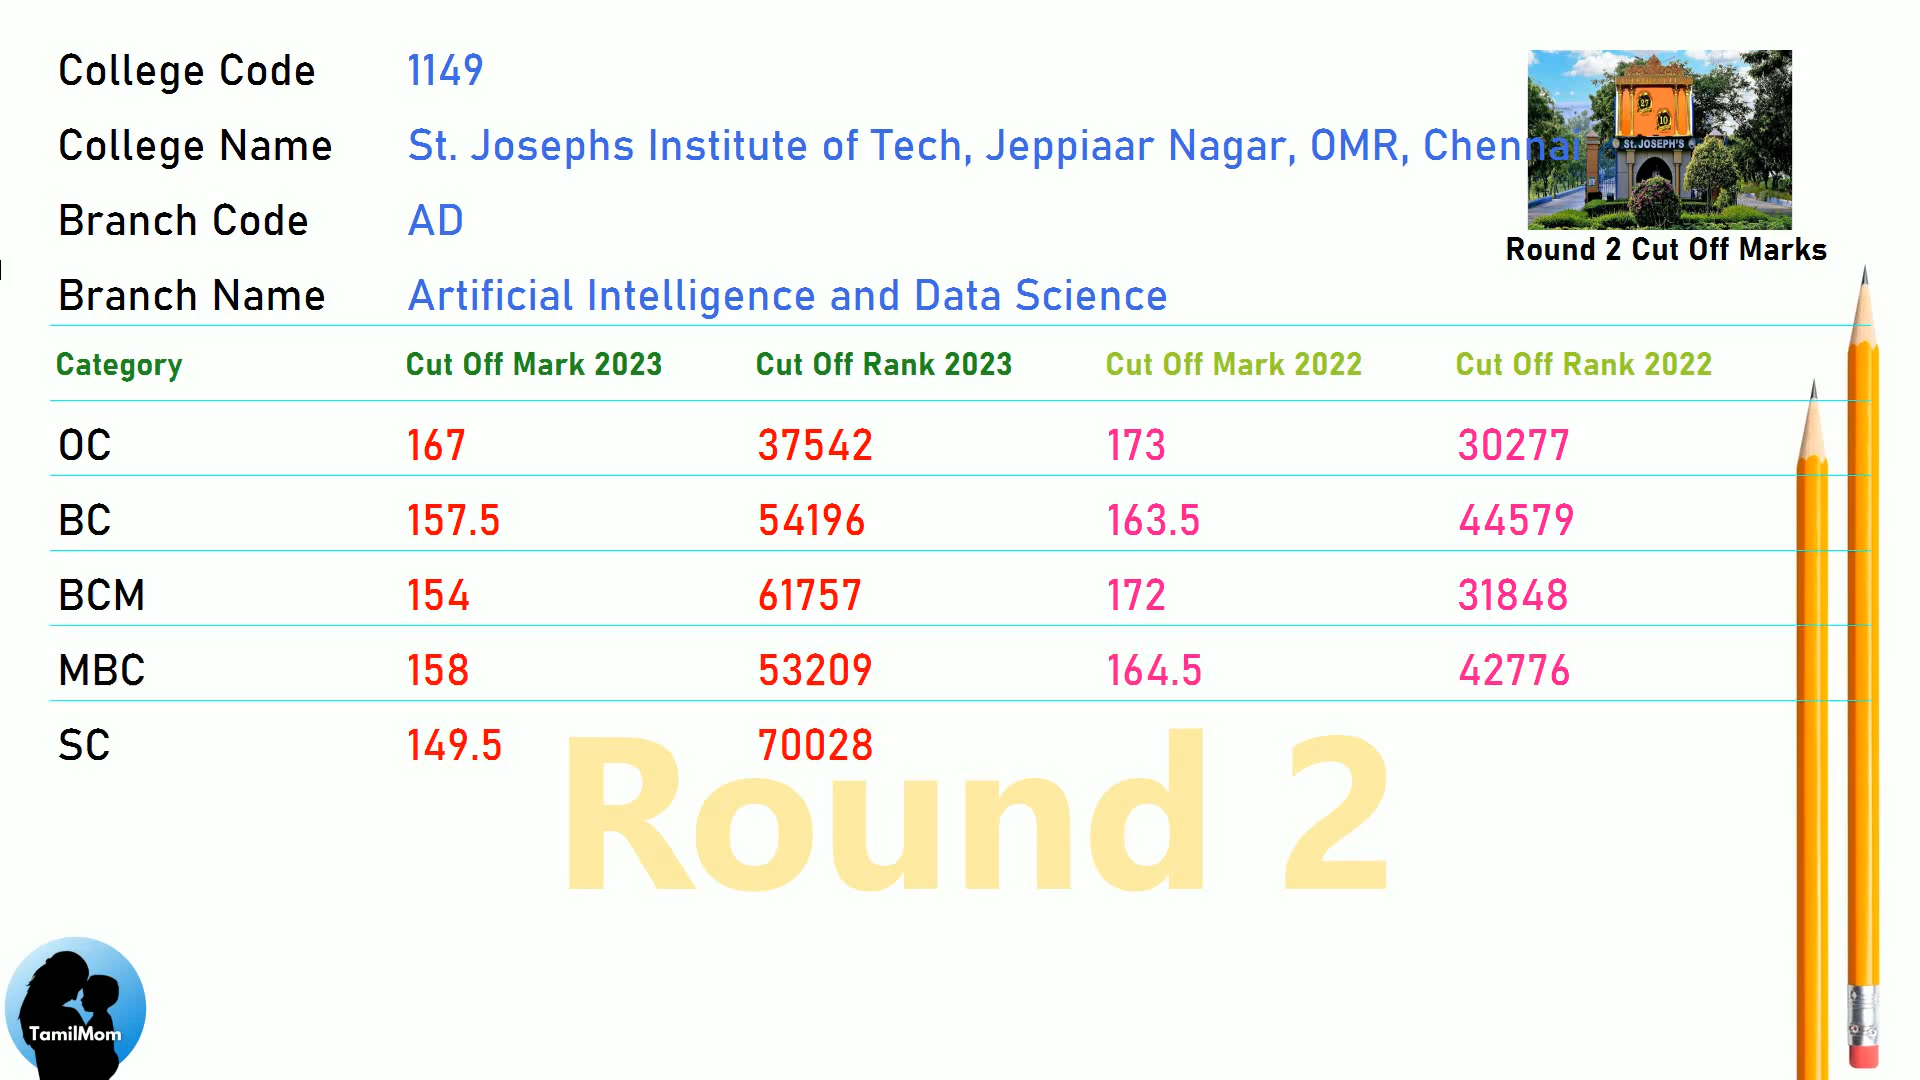 College Code 1149
College Name St. Josephs Institute of Tech, Jeppiaar Nagar, OMR, Chennai
27
10
St. JOSEPH'S
Branch Code AD
Round 2 Cut Off Marks
Branch Name Artificial Intelligence and Data Science
Category Cut Off Mark 2023 Cut Off Rank 2023 Cut Off Mark 2022 Cut Off Rank 2022
OC 167 37542 173 30277
BC 157.5 54196 163.5 44579
BCM 154 61757 172 31848
MBC 158 53209 164.5 42776
SC 149.5 70028
Round 2
TamilMom